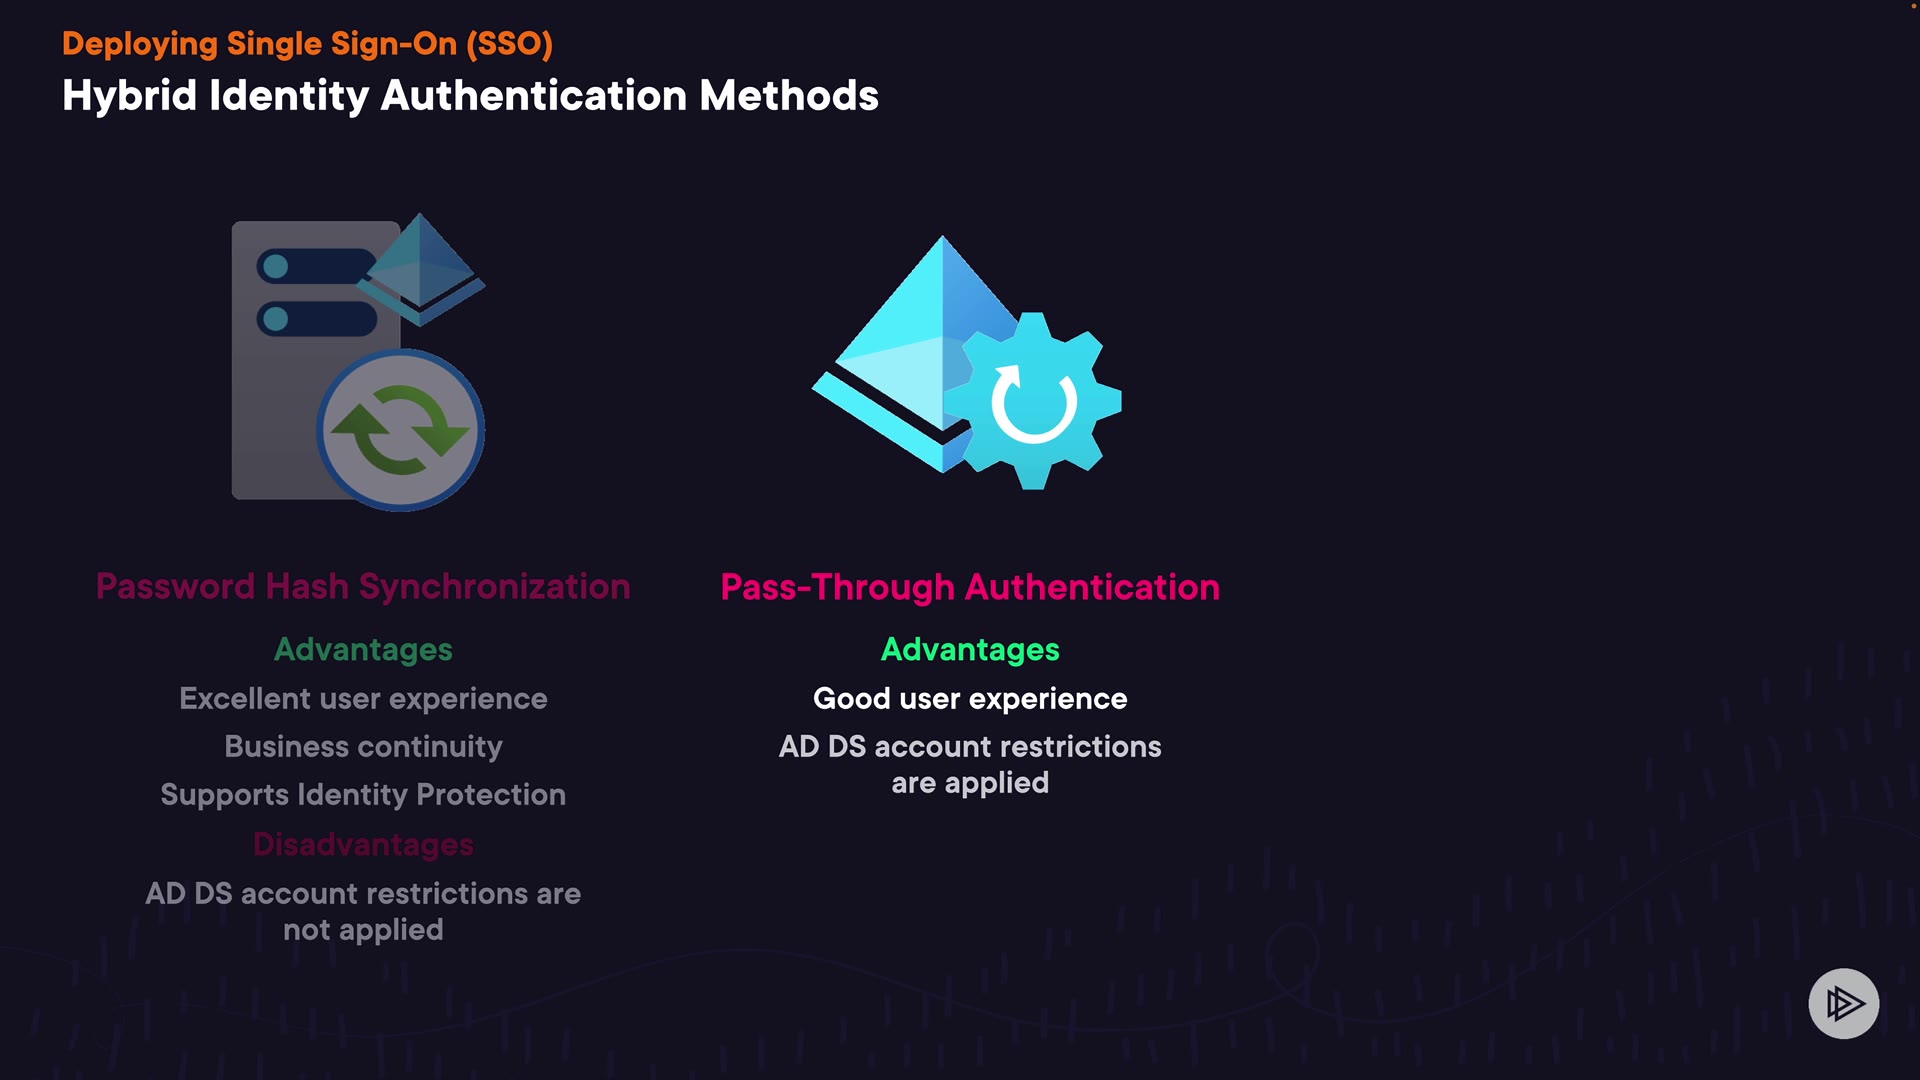 Deploying Single Sign-On (SSO)
Hybrid Identity Authentication Methods
Password Hash Synchronization
Advantages
Excellent user experience
Business continuity
Supports Identity Protection
Disadvantages
AD DS account restrictions are
not applied
Pass-Through Authentication
Advantages
Good user experience
AD DS account restrictions
are applied